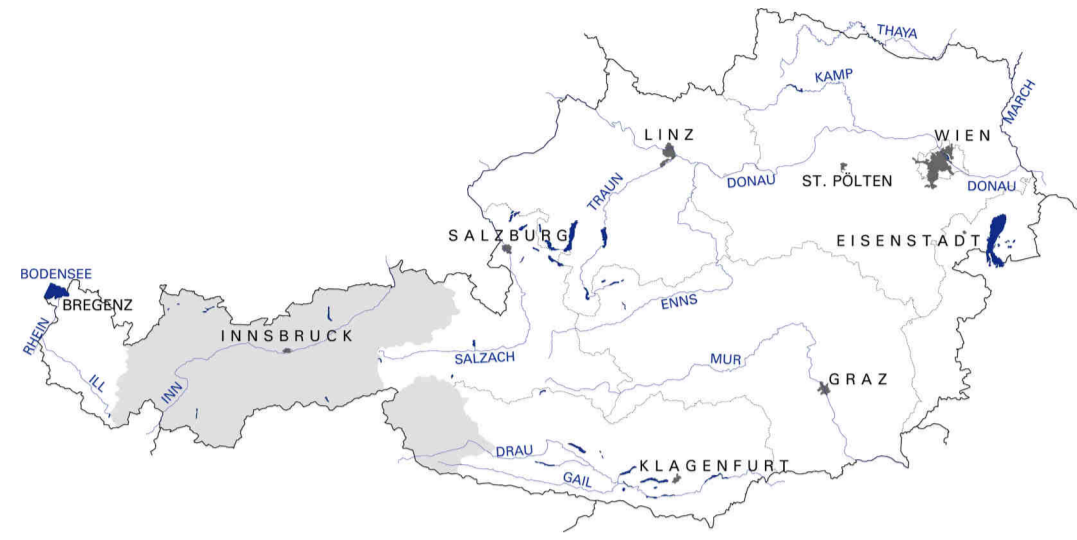 THAYA
KAMP
MARCH
LINZ
WIEN
DONAU
ST. PÖLTEN
DONAU
TRAUN
SALZBURG
EISENSTADT
BODENSEE
BREGENZ
ENNS
RHEIN
INNSBRUCK
SALZACH
MUR
ILL
INN
GRAZ
DRAU
KLAGENFURT
GAIL